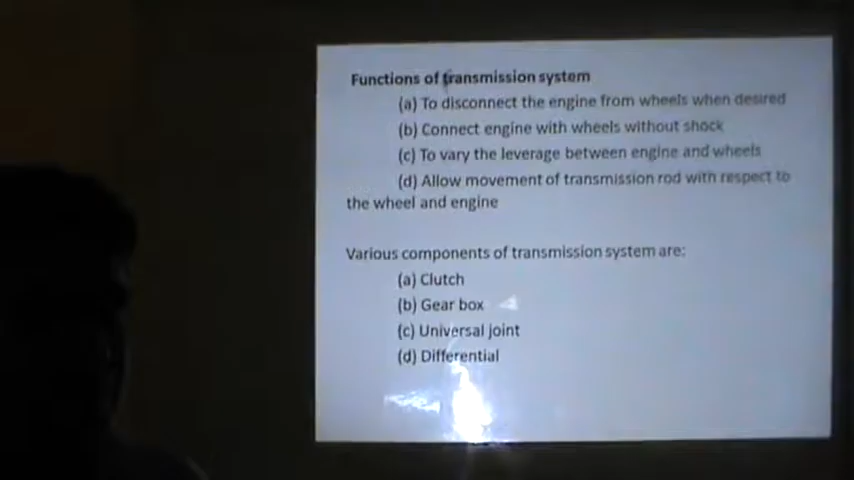 Functions of transmission system
(a) To disconnect the engine from wheels when desired
(b) Connect engine with wheels without shock
(c) To vary the leverage between engine and wheels
(d) Allow movement of transmission rod with respect to
the wheel and engine
Various components of transmission system are:
(a) Clutch
(b) Gear box
(c) Universal joint
(d) Differential